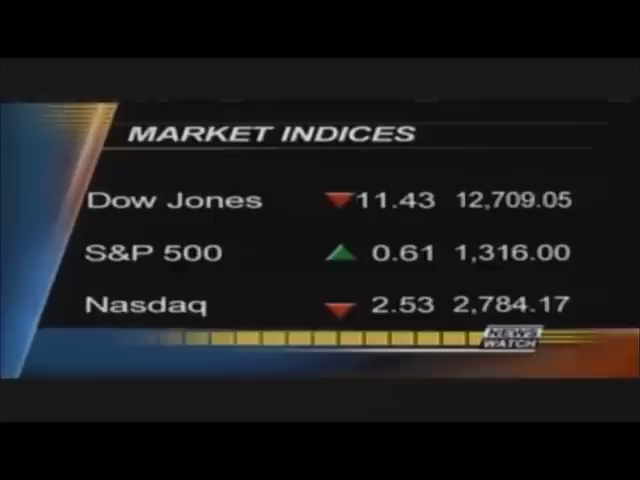 MARKET INDICES
Dow Jones 11.43 12,709.05
S&P 500 0.61 1,316.00
Nasdaq 2.53 2,784.17
NEWS
WATCH